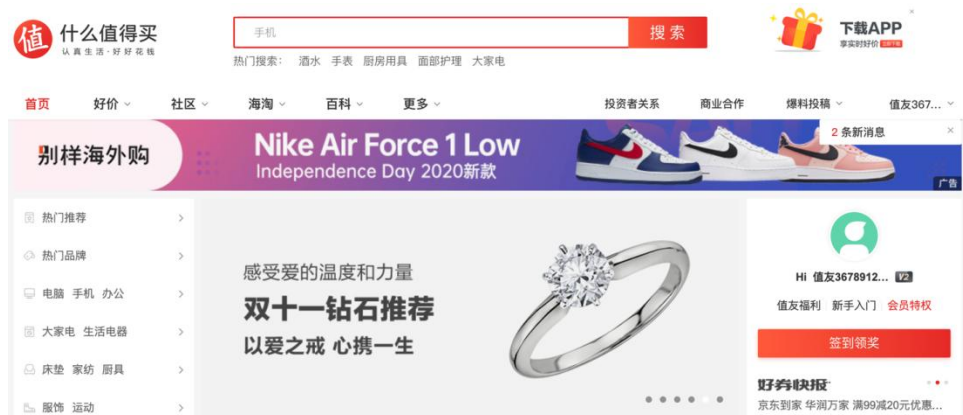 值 什么值得买
认真生活·好好花钱
手机
搜索
热门搜索： 酒水 手表 厨房用具 面部护理 大家电
下载APP
享实时好价
首页 好价 社区 海淘 百科 更多 投资者关系 商业合作 爆料投稿 值友367...
别样海外购
Nike Air Force 1 Low
Independence Day 2020新款
2 条新消息
广告
热门推荐
热门品牌
电脑 手机 办公
大家电 生活电器
床垫 家纺 厨具
服饰 运动
感受爱的温度和力量
双十一钻石推荐
以爱之戒 心携一生
Hi 值友3678912... V2
值友福利 新手入门 会员特权
签到领奖
好券快报
京东到家 华润万家 满99减20元优惠...